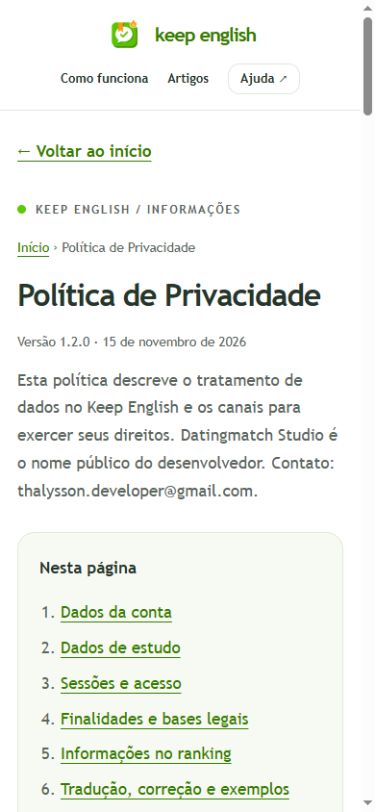 keep english
Como funciona Artigos Ajuda ↗
← Voltar ao início
KEEP ENGLISH / INFORMAÇÕES
Início › Política de Privacidade
Política de Privacidade
Versão 1.2.0 · 15 de novembro de 2026
Esta política descreve o tratamento de
dados no Keep English e os canais para
exercer seus direitos. Datingmatch Studio é
o nome público do desenvolvedor. Contato:
thalysson.developer@gmail.com.
Nesta página
1. Dados da conta
2. Dados de estudo
3. Sessões e acesso
4. Finalidades e bases legais
5. Informações no ranking
6. Tradução, correção e exemplos